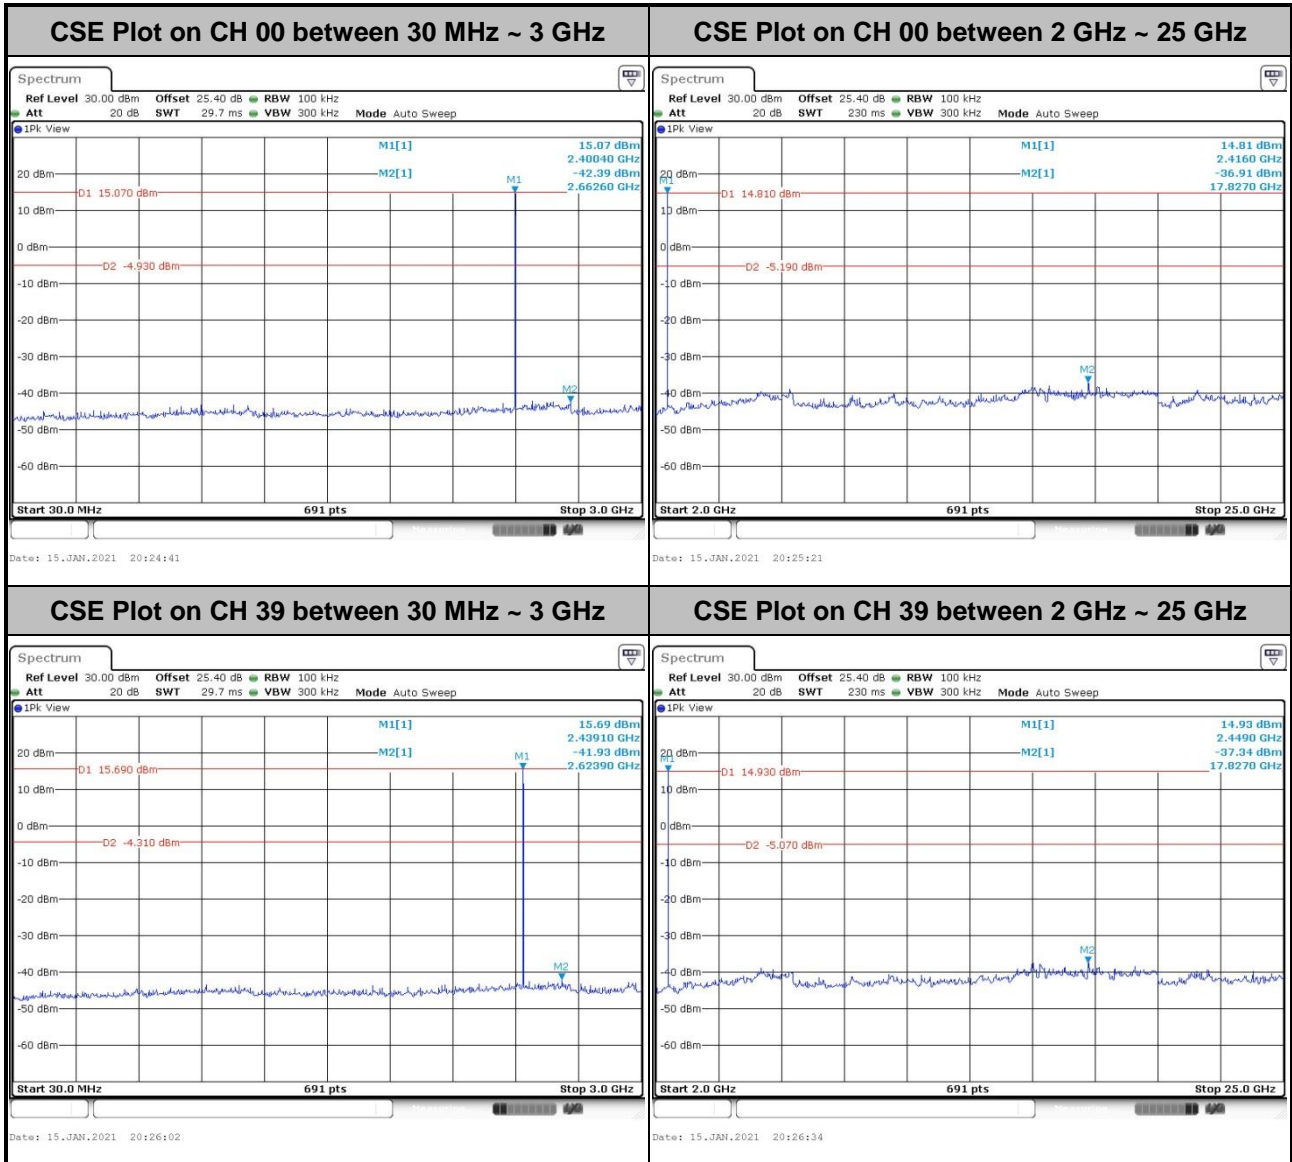 CSE Plot on CH 00 between 30 MHz ~ 3 GHz
Spectrum
Ref Level 30.00 dBm Offset 25.40 dB RBW 100 kHz
Att 20 dB SWT 29.7 ms VBW 300 kHz Mode Auto Sweep
1Pk View
M1[1] 15.07 dBm
2.40040 GHz
20 dBm M2[1] -42.39 dBm
M1 2.66260 GHz
D1 15.070 dBm
10 dBm
0 dBm
D2 -4.930 dBm
-10 dBm
-20 dBm
-30 dBm
-40 dBm M2
-50 dBm
-60 dBm
Start 30.0 MHz 691 pts Stop 3.0 GHz
Date: 15.JAN.2021 20:24:41
CSE Plot on CH 00 between 2 GHz ~ 25 GHz
Spectrum
Ref Level 30.00 dBm Offset 25.40 dB RBW 100 kHz
Att 20 dB SWT 230 ms VBW 300 kHz Mode Auto Sweep
1Pk View
M1[1] 14.81 dBm
2.4160 GHz
20 dBm M2[1] -36.91 dBm
M1 17.8270 GHz
D1 14.810 dBm
10 dBm
0 dBm
D2 -5.190 dBm
-10 dBm
-20 dBm
-30 dBm
M2
-40 dBm
-50 dBm
-60 dBm
Start 2.0 GHz 691 pts Stop 25.0 GHz
Date: 15.JAN.2021 20:25:21
CSE Plot on CH 39 between 30 MHz ~ 3 GHz
Spectrum
Ref Level 30.00 dBm Offset 25.40 dB RBW 100 kHz
Att 20 dB SWT 29.7 ms VBW 300 kHz Mode Auto Sweep
1Pk View
M1[1] 15.69 dBm
2.43910 GHz
20 dBm M2[1] M1 -41.93 dBm
2.62390 GHz
D1 15.690 dBm
10 dBm
0 dBm
D2 -4.310 dBm
-10 dBm
-20 dBm
-30 dBm
-40 dBm M2
-50 dBm
-60 dBm
Start 30.0 MHz 691 pts Stop 3.0 GHz
Date: 15.JAN.2021 20:26:02
CSE Plot on CH 39 between 2 GHz ~ 25 GHz
Spectrum
Ref Level 30.00 dBm Offset 25.40 dB RBW 100 kHz
Att 20 dB SWT 230 ms VBW 300 kHz Mode Auto Sweep
1Pk View
M1[1] 14.93 dBm
2.4490 GHz
20 dBm M2[1] -37.34 dBm
M1 17.8270 GHz
D1 14.930 dBm
10 dBm
0 dBm
D2 -5.070 dBm
-10 dBm
-20 dBm
-30 dBm
M2
-40 dBm
-50 dBm
-60 dBm
Start 2.0 GHz 691 pts Stop 25.0 GHz
Date: 15.JAN.2021 20:26:34